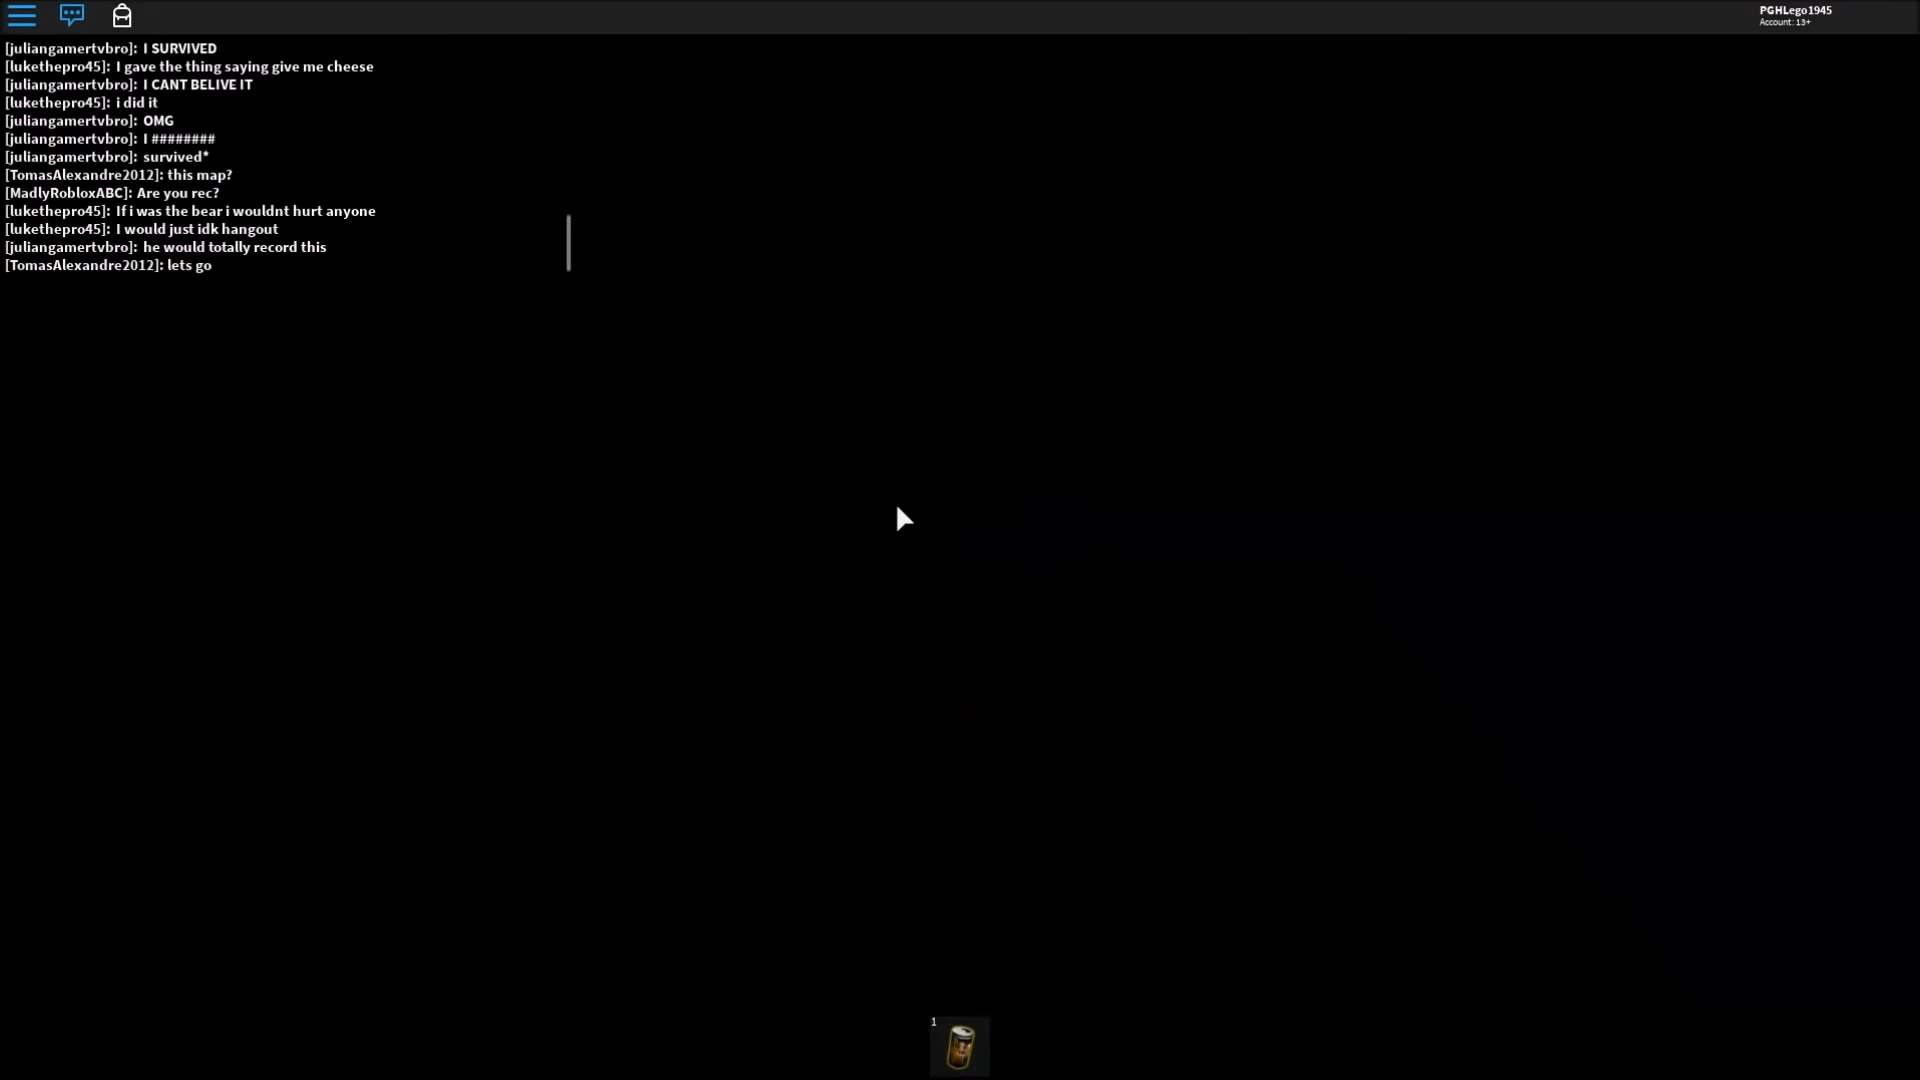 PGHLego1945
Account: 13+
[juliangamertvbro]: I SURVIVED
[lukethepro45]: I gave the thing saying give me cheese
[juliangamertvbro]: I CANT BELIVE IT
[lukethepro45]: i did it
[juliangamertvbro]: OMG
[juliangamertvbro]: I ########
[juliangamertvbro]: survived*
[TomasAlexandre2012]: this map?
[MadlyRobloxABC]: Are you rec?
[lukethepro45]: If i was the bear i wouldnt hurt anyone
[lukethepro45]: I would just idk hangout
[juliangamertvbro]: he would totally record this
[TomasAlexandre2012]: lets go
1